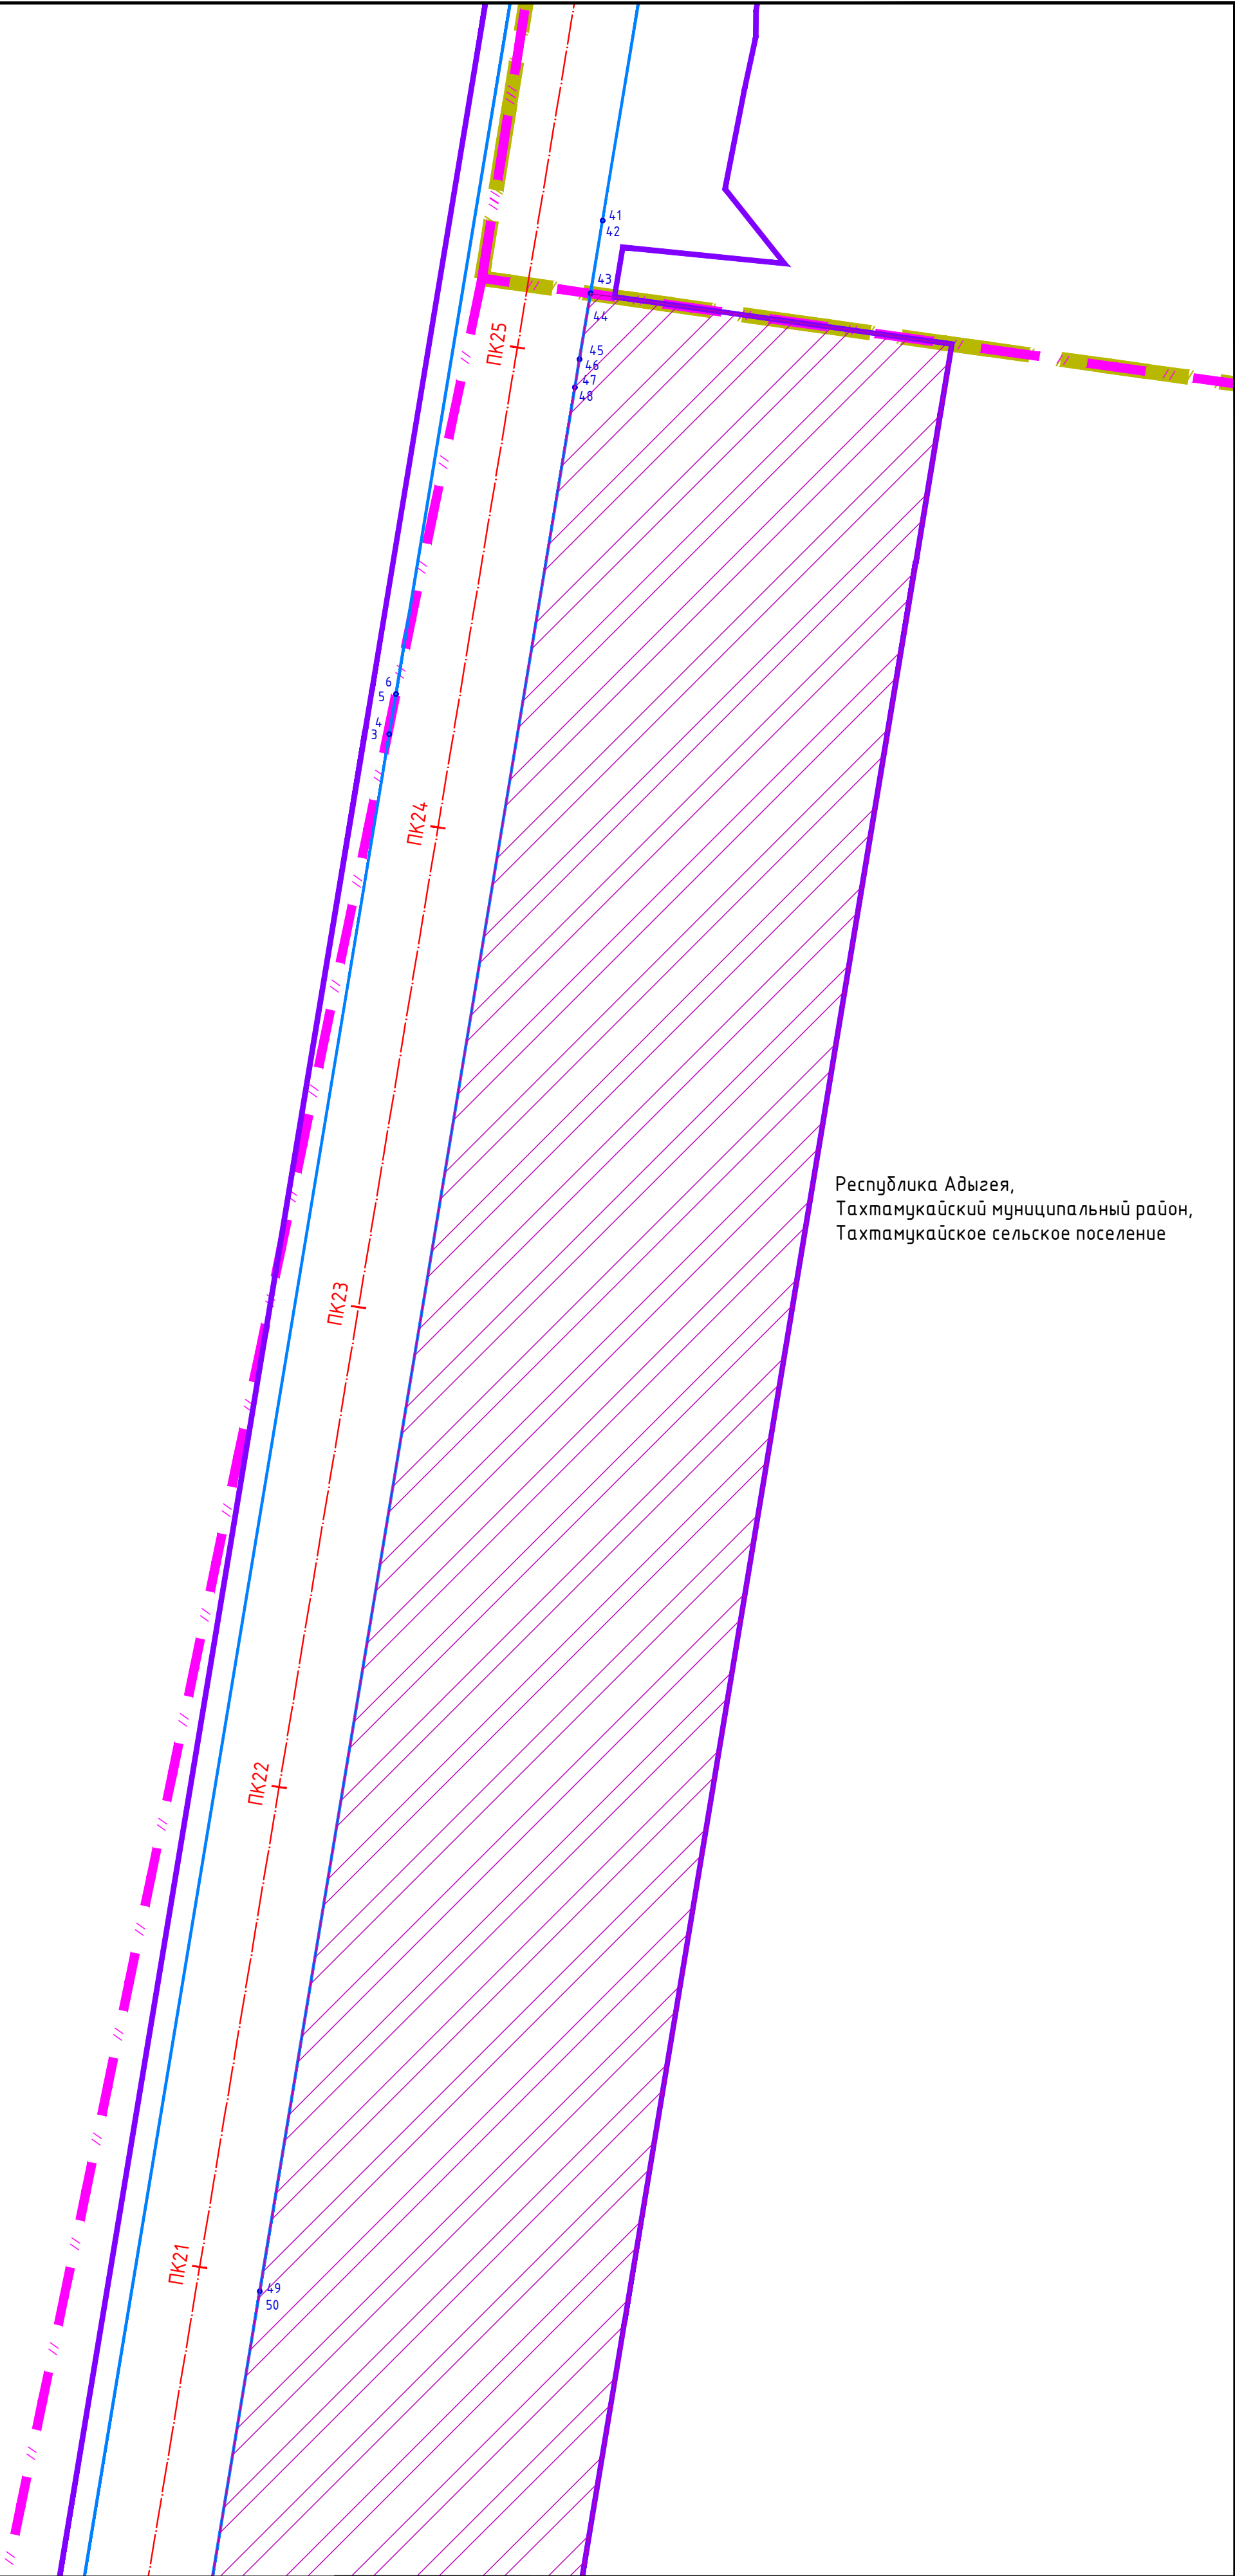 41
42
43
44
ПК25
45
46
47
48
6
5
4
3
ПК24
Республика Адыгея,
Тахтамукайский муниципальный район,
Тахтамукайское сельское поселение
ПК23
ПК22
ПК21
49
50